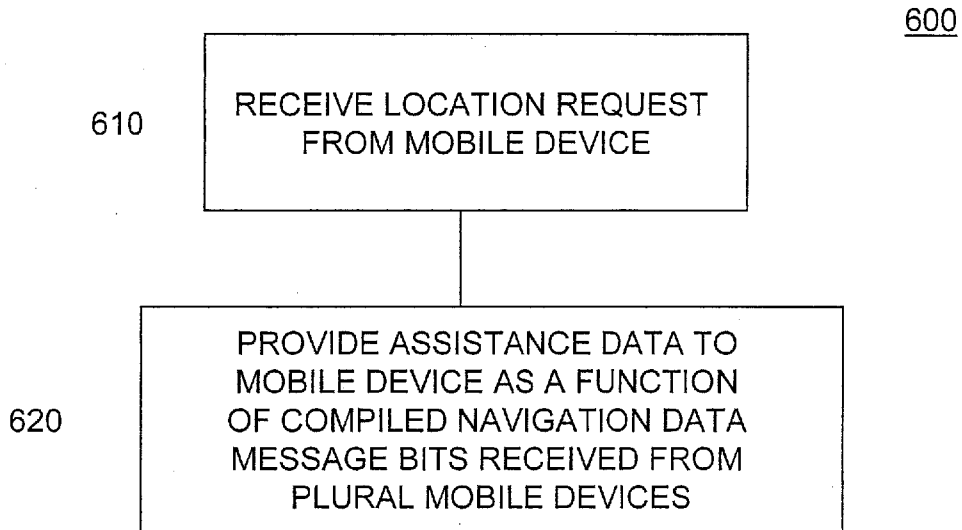 600
610
RECEIVE LOCATION REQUEST
FROM MOBILE DEVICE
620
PROVIDE ASSISTANCE DATA TO
MOBILE DEVICE AS A FUNCTION
OF COMPILED NAVIGATION DATA
MESSAGE BITS RECEIVED FROM
PLURAL MOBILE DEVICES